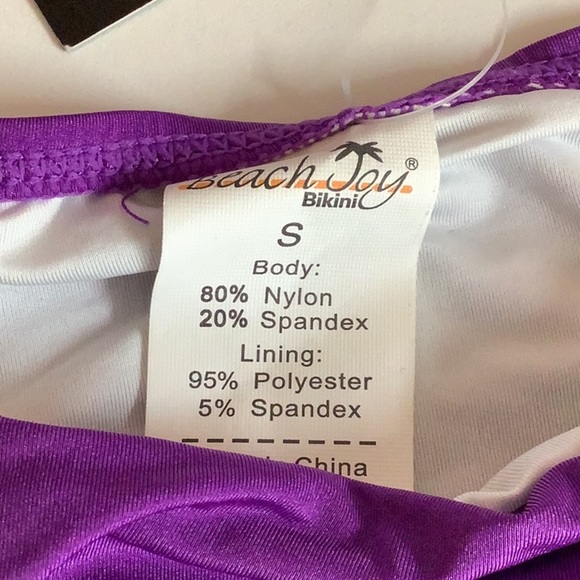 Beach Joy®
Bikini
S
Body:
80% Nylon
20% Spandex
Lining:
95% Polyester
5% Spandex
China